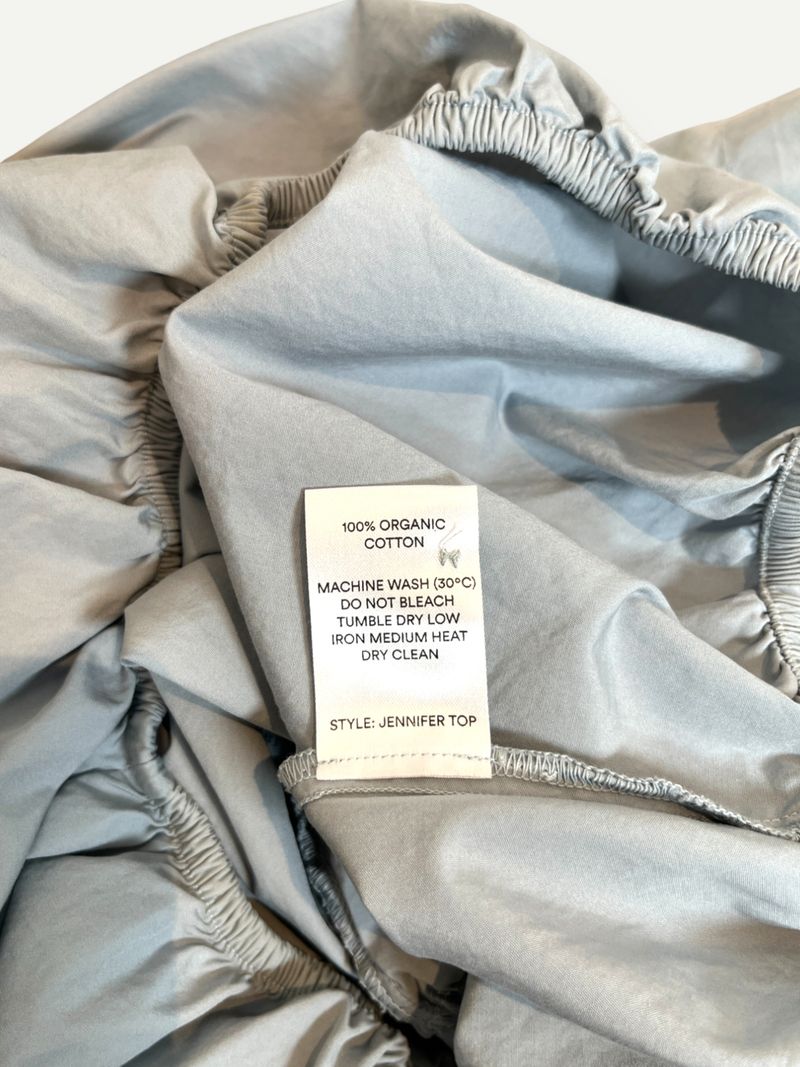 100% ORGANIC
COTTON
MACHINE WASH (30°C)
DO NOT BLEACH
TUMBLE DRY LOW
IRON MEDIUM HEAT
DRY CLEAN
STYLE: JENNIFER TOP